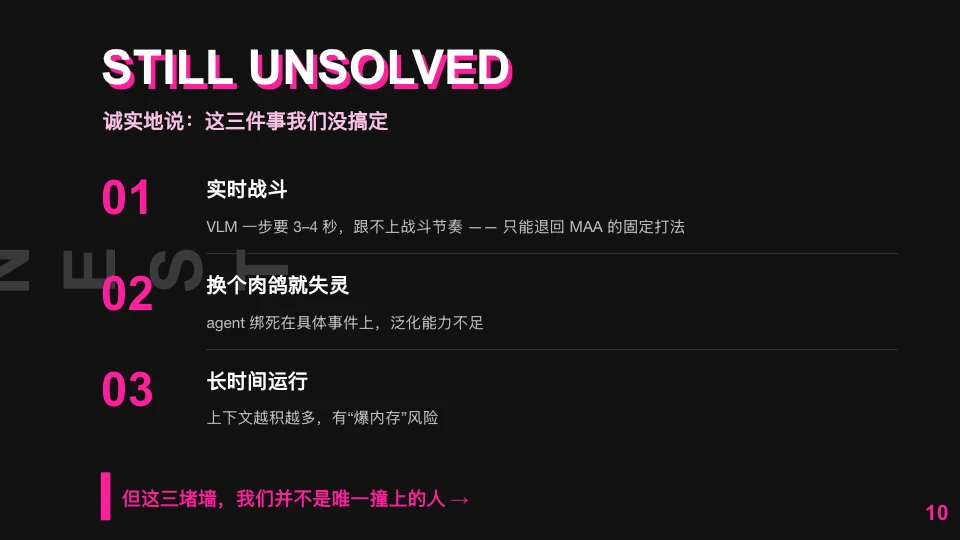 STILL UNSOLVED
诚实地说：这三件事我们没搞定
01
实时战斗
VLM 一步要 3–4 秒，跟不上战斗节奏 —— 只能退回 MAA 的固定打法
N E S T
02
换个肉鸽就失灵
agent 绑死在具体事件上，泛化能力不足
03
长时间运行
上下文越积越多，有“爆内存”风险
但这三堵墙，我们并不是唯一撞上的人 →
10